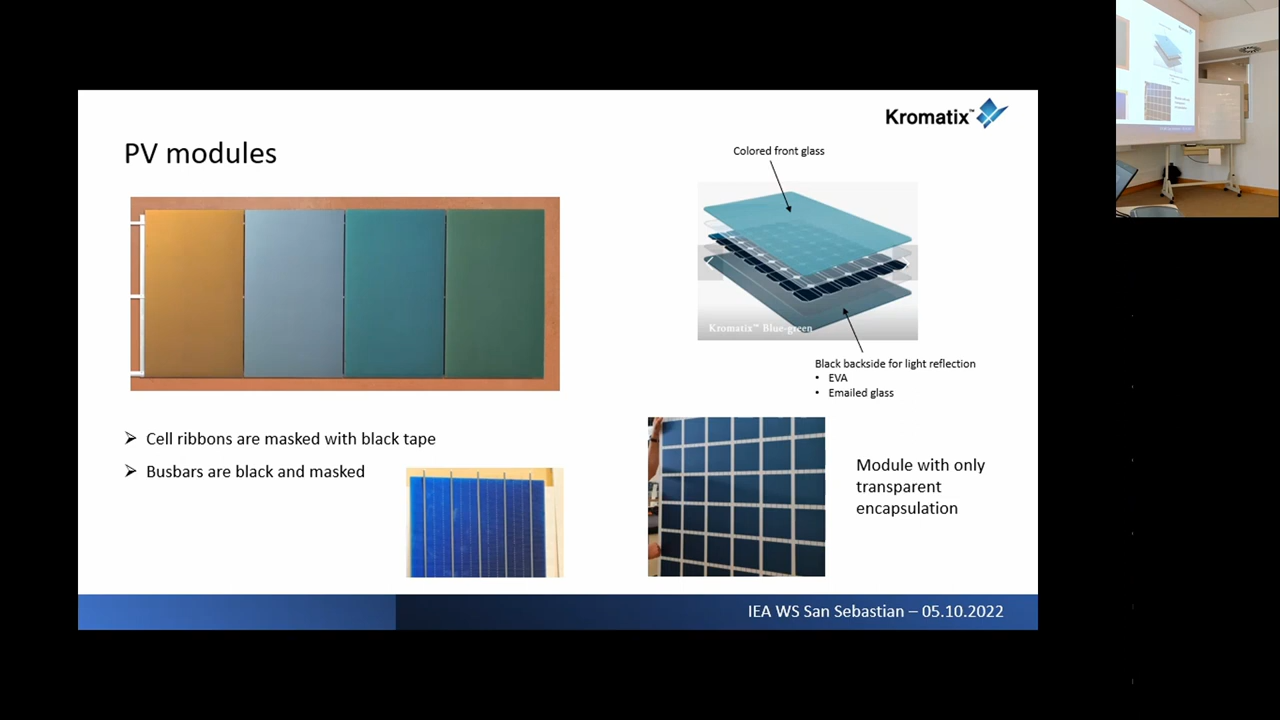 Kromatix™
PV modules
Colored front glass
Kromatix™ Blue-green
Black backside for light reflection
• EVA
• Emailed glass
➢ Cell ribbons are masked with black tape
➢ Busbars are black and masked
Module with only
transparent
encapsulation
IEA WS San Sebastian – 05.10.2022